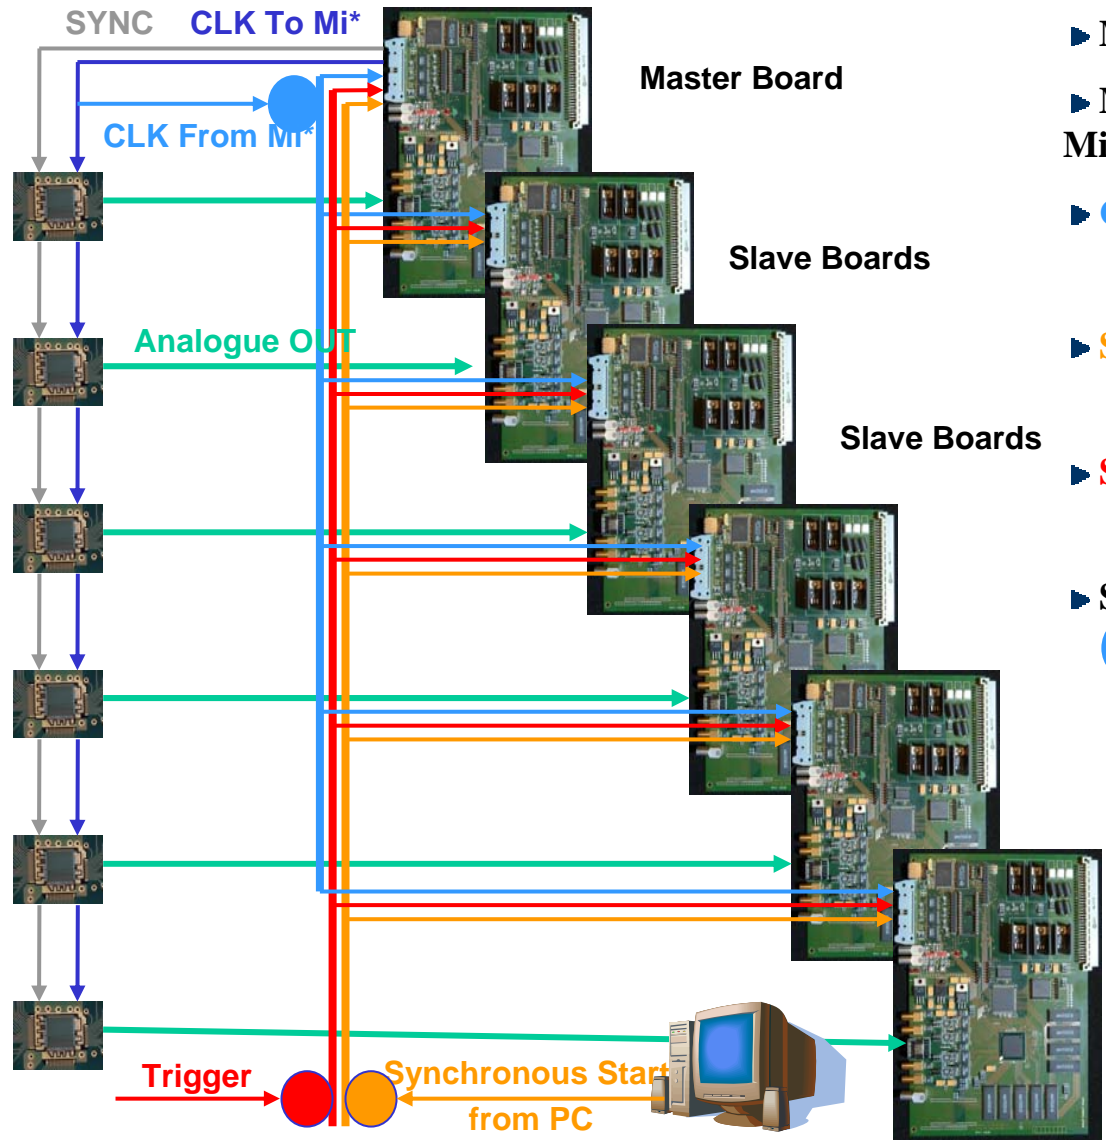 SYNC CLK To Mi*
Master Board
CLK From Mi*
Mi
Slave Boards
Analogue OUT
Slave Boards
Trigger
Synchronous Start
from PC